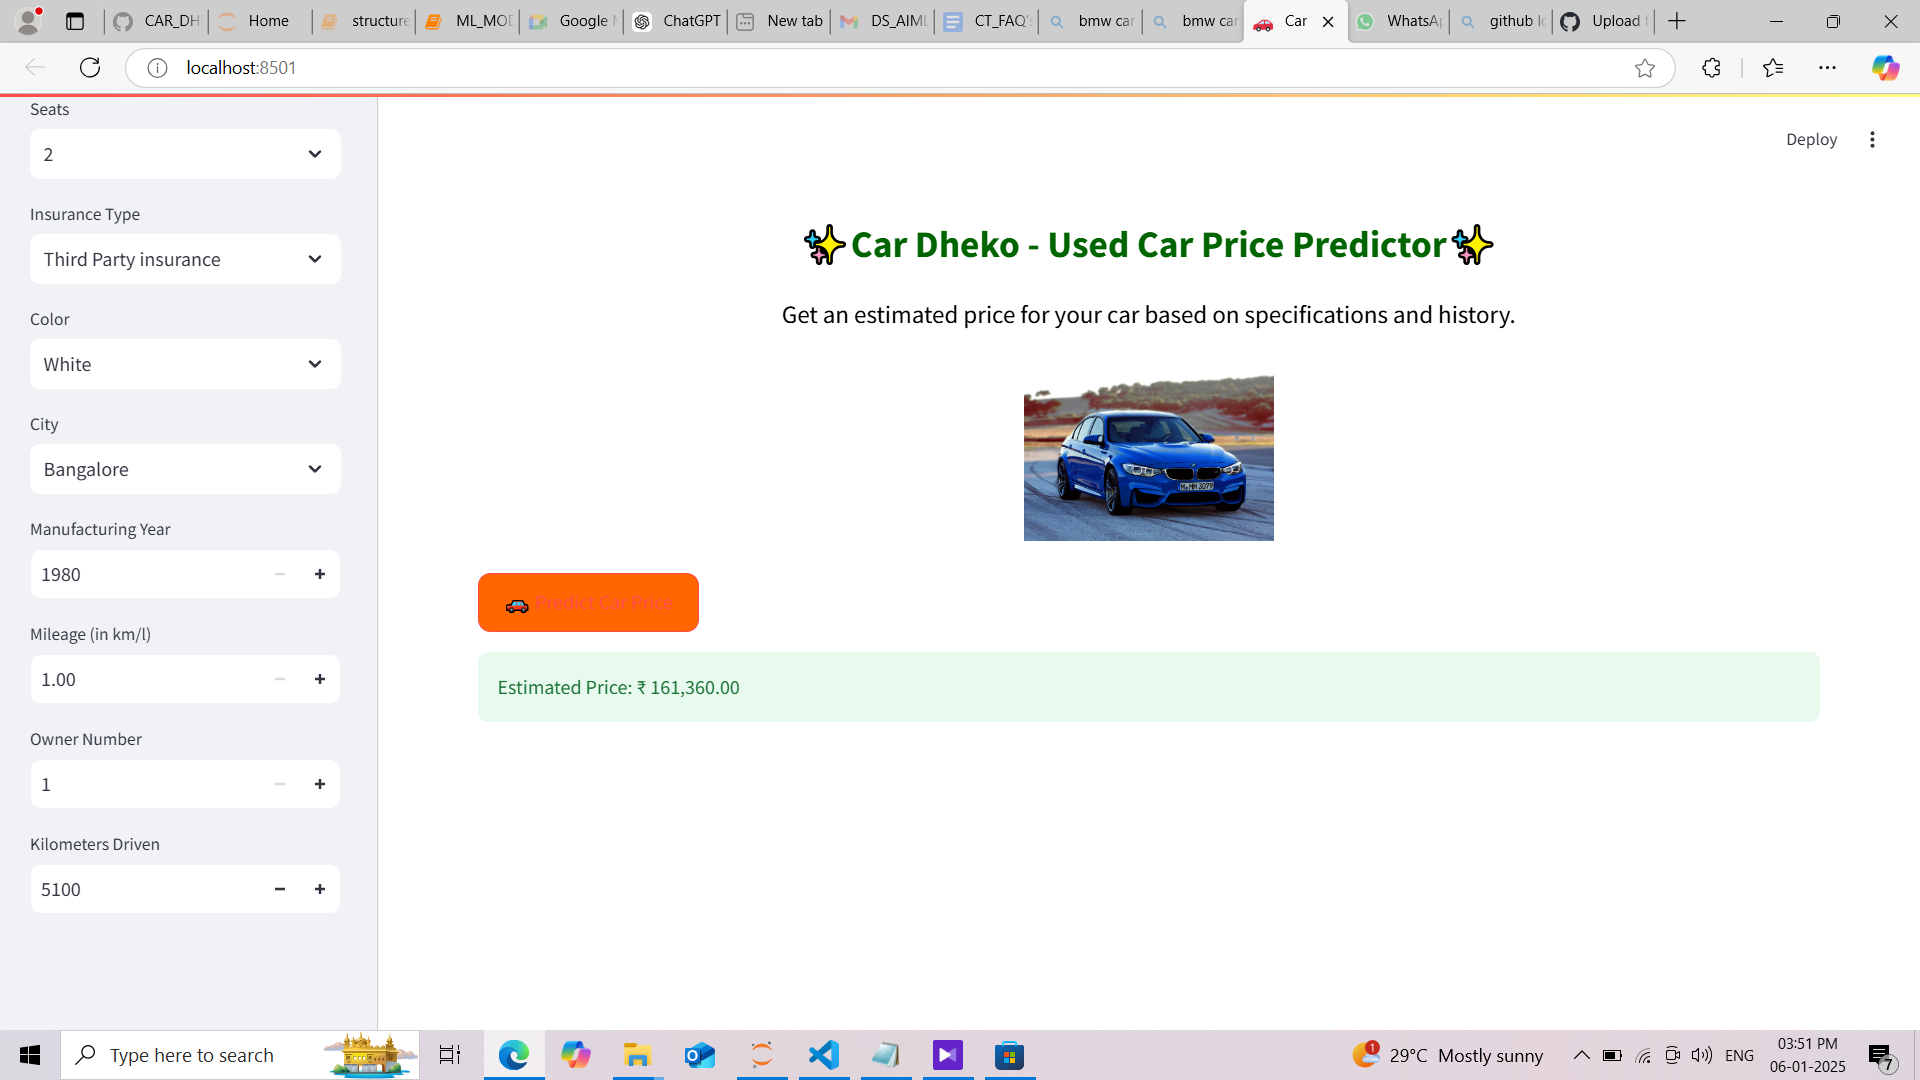 CAR_DH
Home
structure
ML_MOD
Google
ChatGPT
New tab
DS_AIML
CT_FAQ's
bmw car
bmw car
Car
WhatsAp
github lo
Upload f
localhost:8501
Deploy
Seats
2
Insurance Type
Third Party insurance
Color
White
City
Bangalore
Manufacturing Year
1980
Mileage (in km/l)
1.00
Owner Number
1
Kilometers Driven
5100
✨Car Dheko - Used Car Price Predictor✨
Get an estimated price for your car based on specifications and history.
🚗 Predict Car Price
Estimated Price: ₹ 161,360.00
Type here to search
1
29°C Mostly sunny
ENG
03:51 PM
06-01-2025
7